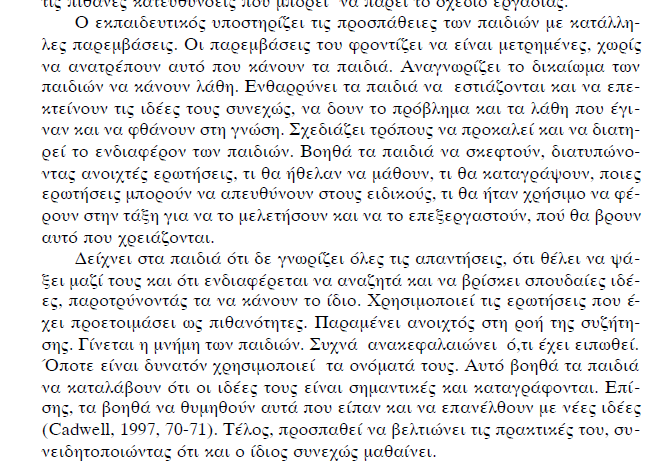 τις πιθανές κατευθύνσεις που μπορεί να πάρει το σχέδιο εργασίας.
Ο εκπαιδευτικός υποστηρίζει τις προσπάθειες των παιδιών με κατάλλη-
λες παρεμβάσεις. Οι παρεμβάσεις του φροντίζει να είναι μετρημένες, χωρίς
να ανατρέπουν αυτό που κάνουν τα παιδιά. Αναγνωρίζει το δικαίωμα των
παιδιών να κάνουν λάθη. Ενθαρρύνει τα παιδιά να εστιάζονται και να επε-
κτείνουν τις ιδέες τους συνεχώς, να δουν το πρόβλημα και τα λάθη που έγι-
ναν και να φθάνουν στη γνώση. Σχεδιάζει τρόπους να προκαλεί και να διατη-
ρεί το ενδιαφέρον των παιδιών. Βοηθά τα παιδιά να σκεφτούν, διατυπώνο-
ντας ανοιχτές ερωτήσεις, τι θα ήθελαν να μάθουν, τι θα καταγράψουν, ποιες
ερωτήσεις μπορούν να απευθύνουν στους ειδικούς, τι θα ήταν χρήσιμο να φέ-
ρουν στην τάξη για να το μελετήσουν και να το επεξεργαστούν, πού θα βρουν
αυτό που χρειάζονται.
Δείχνει στα παιδιά ότι δε γνωρίζει όλες τις απαντήσεις, ότι θέλει να ψά-
ξει μαζί τους και ότι ενδιαφέρεται να αναζητά και να βρίσκει σπουδαίες ιδέ-
ες, παροτρύνοντάς τα να κάνουν το ίδιο. Χρησιμοποιεί τις ερωτήσεις που έ-
χει προετοιμάσει ως πιθανότητες. Παραμένει ανοιχτός στη ροή της συζήτη-
σης. Γίνεται η μνήμη των παιδιών. Συχνά ανακεφαλαιώνει ό,τι έχει ειπωθεί.
Όποτε είναι δυνατόν χρησιμοποιεί τα ονόματά τους. Αυτό βοηθά τα παιδιά
να καταλάβουν ότι οι ιδέες τους είναι σημαντικές και καταγράφονται. Επί-
σης, τα βοηθά να θυμηθούν αυτά που είπαν και να επανέλθουν με νέες ιδέες
(Cadwell, 1997, 70-71). Τέλος, προσπαθεί να βελτιώνει τις πρακτικές του, συ-
νειδητοποιώντας ότι και ο ίδιος συνεχώς μαθαίνει.